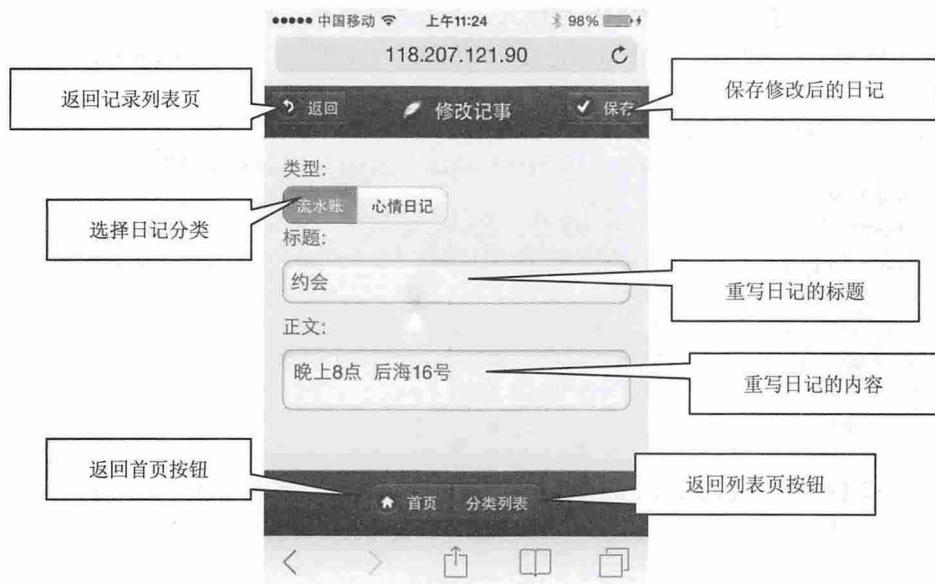 中国移动 上午11:24 98%
118.207.121.90
返回记录列表页
保存修改后的日记
返回 修改记事 保存
类型:
流水账 心情日记
选择日记分类
标题:
约会
重写日记的标题
正文:
晚上8点 后海16号
重写日记的内容
返回首页按钮
返回列表页按钮
首页 分类列表